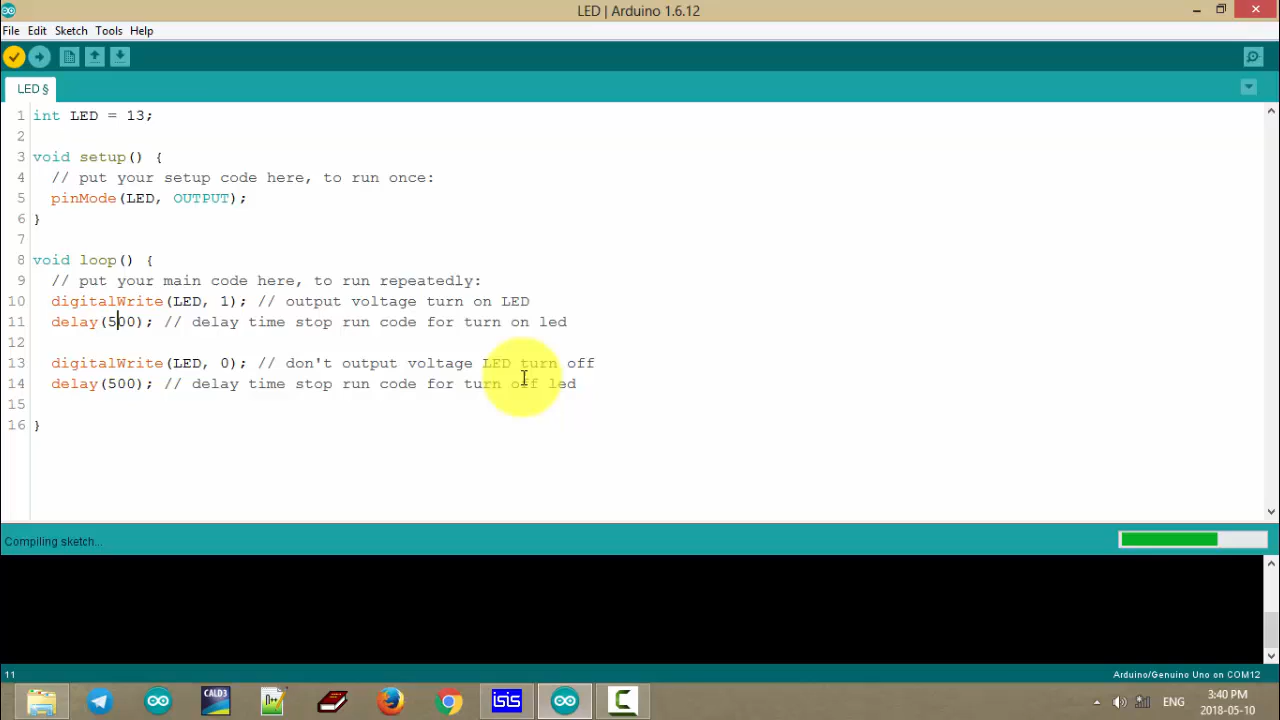 LED | Arduino 1.6.12
File Edit Sketch Tools Help
LED §
1 int LED = 13;
2
3 void setup() {
4 // put your setup code here, to run once:
5 pinMode(LED, OUTPUT);
6 }
7
8 void loop() {
9 // put your main code here, to run repeatedly:
10 digitalWrite(LED, 1); // output voltage turn on LED
11 delay(500); // delay time stop run code for turn on led
12
13 digitalWrite(LED, 0); // don't output voltage LED turn off
14 delay(500); // delay time stop run code for turn off led
15
16 }
Compiling sketch...
11
Arduino/Genuino Uno on COM12
CALD3
n++
isis
ENG
3:40 PM
2018-05-10